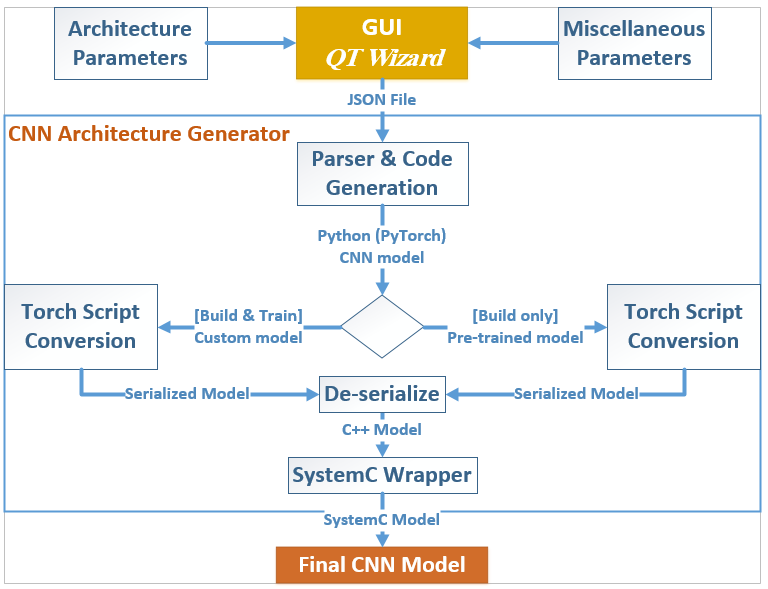 Architecture
Parameters
GUI
QT Wizard
Miscellaneous
Parameters
JSON File
CNN Architecture Generator
Parser & Code
Generation
Python (PyTorch)
CNN model
Torch Script
Conversion
[Build & Train]
Custom model
[Build only]
Pre-trained model
Torch Script
Conversion
Serialized Model
De-serialize
Serialized Model
C++ Model
SystemC Wrapper
SystemC Model
Final CNN Model